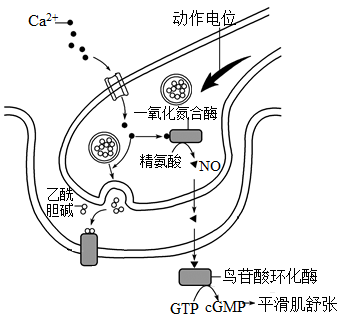 动作电位
Ca²⁺
一氧化氮合酶
精氨酸
NO
乙酰
胆碱
鸟苷酸环化酶
GTP cGMP 平滑肌舒张